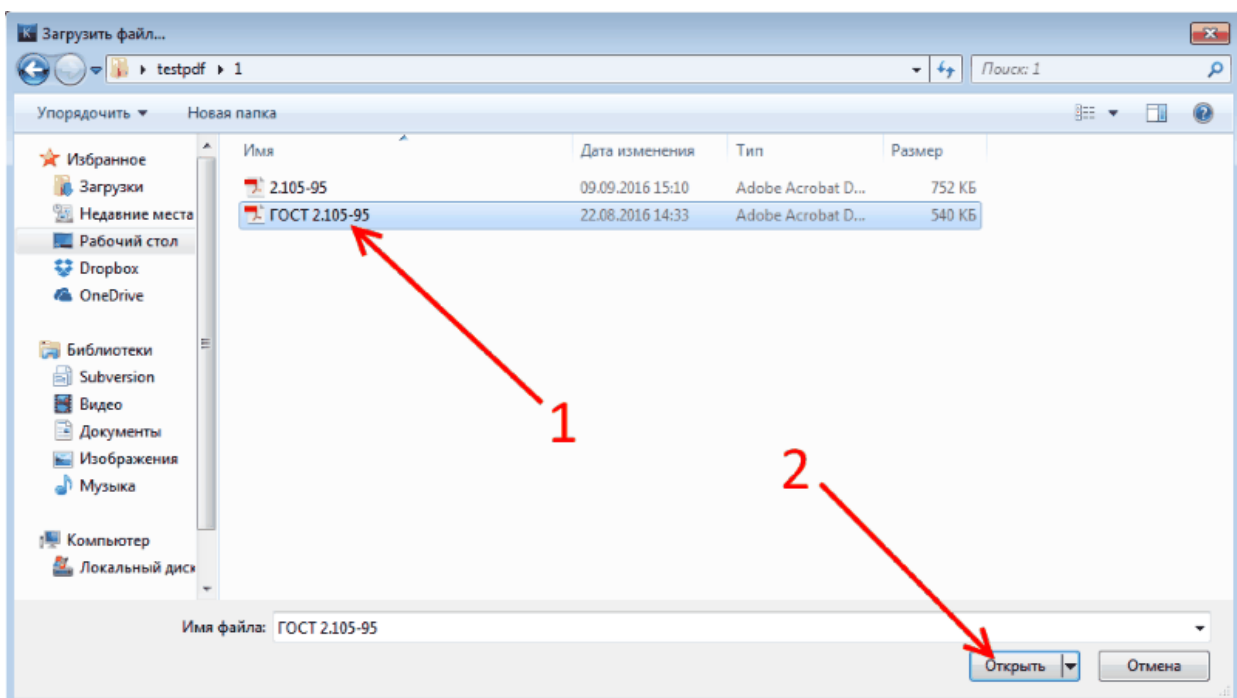 Загрузить файл...
testpdf 1
Поиск: 1
Упорядочить Новая папка
Имя Дата изменения Тип Размер
2.105-95 09.09.2016 15:10 Adobe Acrobat D... 752 КБ
ГОСТ 2.105-95 22.08.2016 14:33 Adobe Acrobat D... 540 КБ
Избранное
Загрузки
Недавние места
Рабочий стол
Dropbox
OneDrive
Библиотеки
Subversion
Видео
Документы
Изображения
Музыка
Компьютер
Локальный диск
1
2
Имя файла: ГОСТ 2.105-95
Открыть Отмена